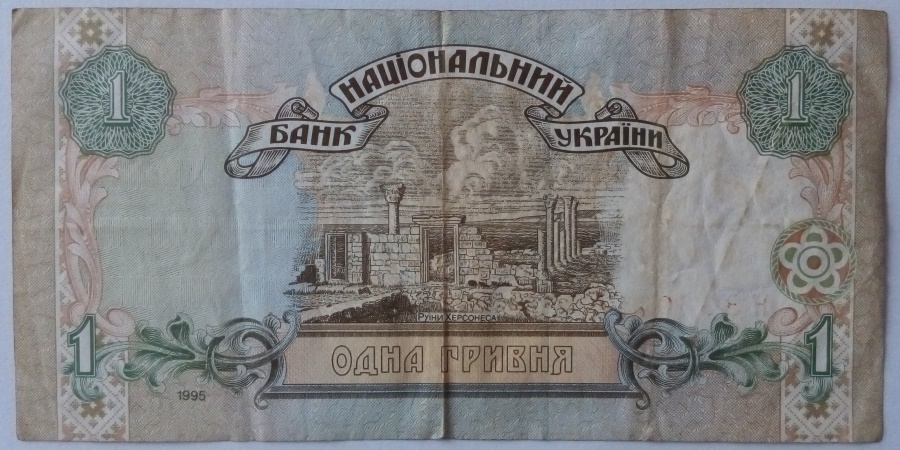 1
НАЦІОНАЛЬНИЙ
1
БАНК
УКРАЇНИ
РУЇНИ ХЕРСОНЕСА
1
ОДНА ГРИВНЯ
1
1995